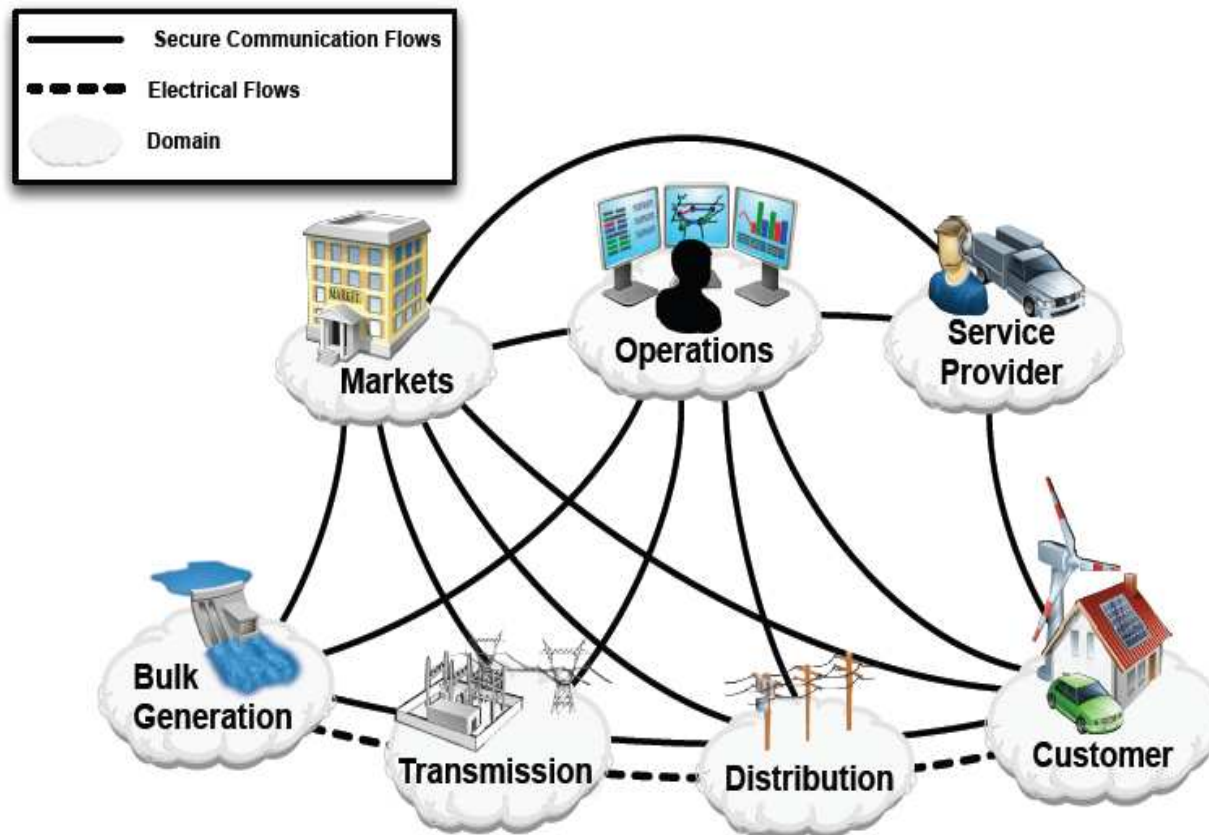 Secure Communication Flows
Electrical Flows
Domain
MARKET
Markets
Operations
Service
Provider
Bulk
Generation
Transmission
Distribution
Customer